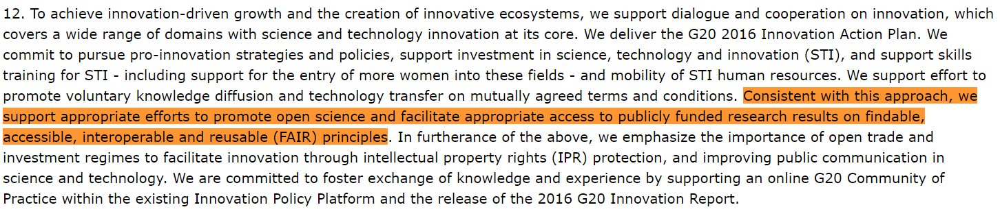 12. To achieve innovation-driven growth and the creation of innovative ecosystems, we support dialogue and cooperation on innovation, which
covers a wide range of domains with science and technology innovation at its core. We deliver the G20 2016 Innovation Action Plan. We
commit to pursue pro-innovation strategies and policies, support investment in science, technology and innovation (STI), and support skills
training for STI - including support for the entry of more women into these fields - and mobility of STI human resources. We support effort to
promote voluntary knowledge diffusion and technology transfer on mutually agreed terms and conditions. Consistent with this approach, we
support appropriate efforts to promote open science and facilitate appropriate access to publicly funded research results on findable,
accessible, interoperable and reusable (FAIR) principles. In furtherance of the above, we emphasize the importance of open trade and
investment regimes to facilitate innovation through intellectual property rights (IPR) protection, and improving public communication in
science and technology. We are committed to foster exchange of knowledge and experience by supporting an online G20 Community of
Practice within the existing Innovation Policy Platform and the release of the 2016 G20 Innovation Report.